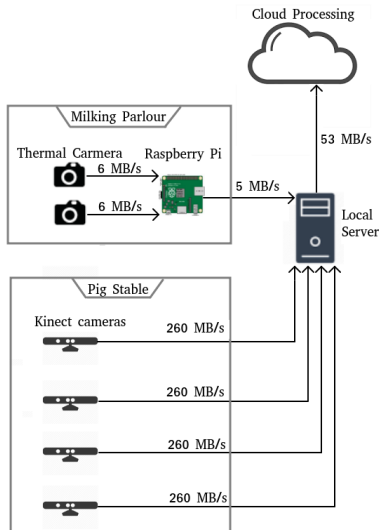 Cloud Processing
53 MB/s
Milking Parlour
Thermal Carmera
Raspberry Pi
6 MB/s
6 MB/s
5 MB/s
Local
Server
Pig Stable
Kinect cameras
260 MB/s
260 MB/s
260 MB/s
260 MB/s